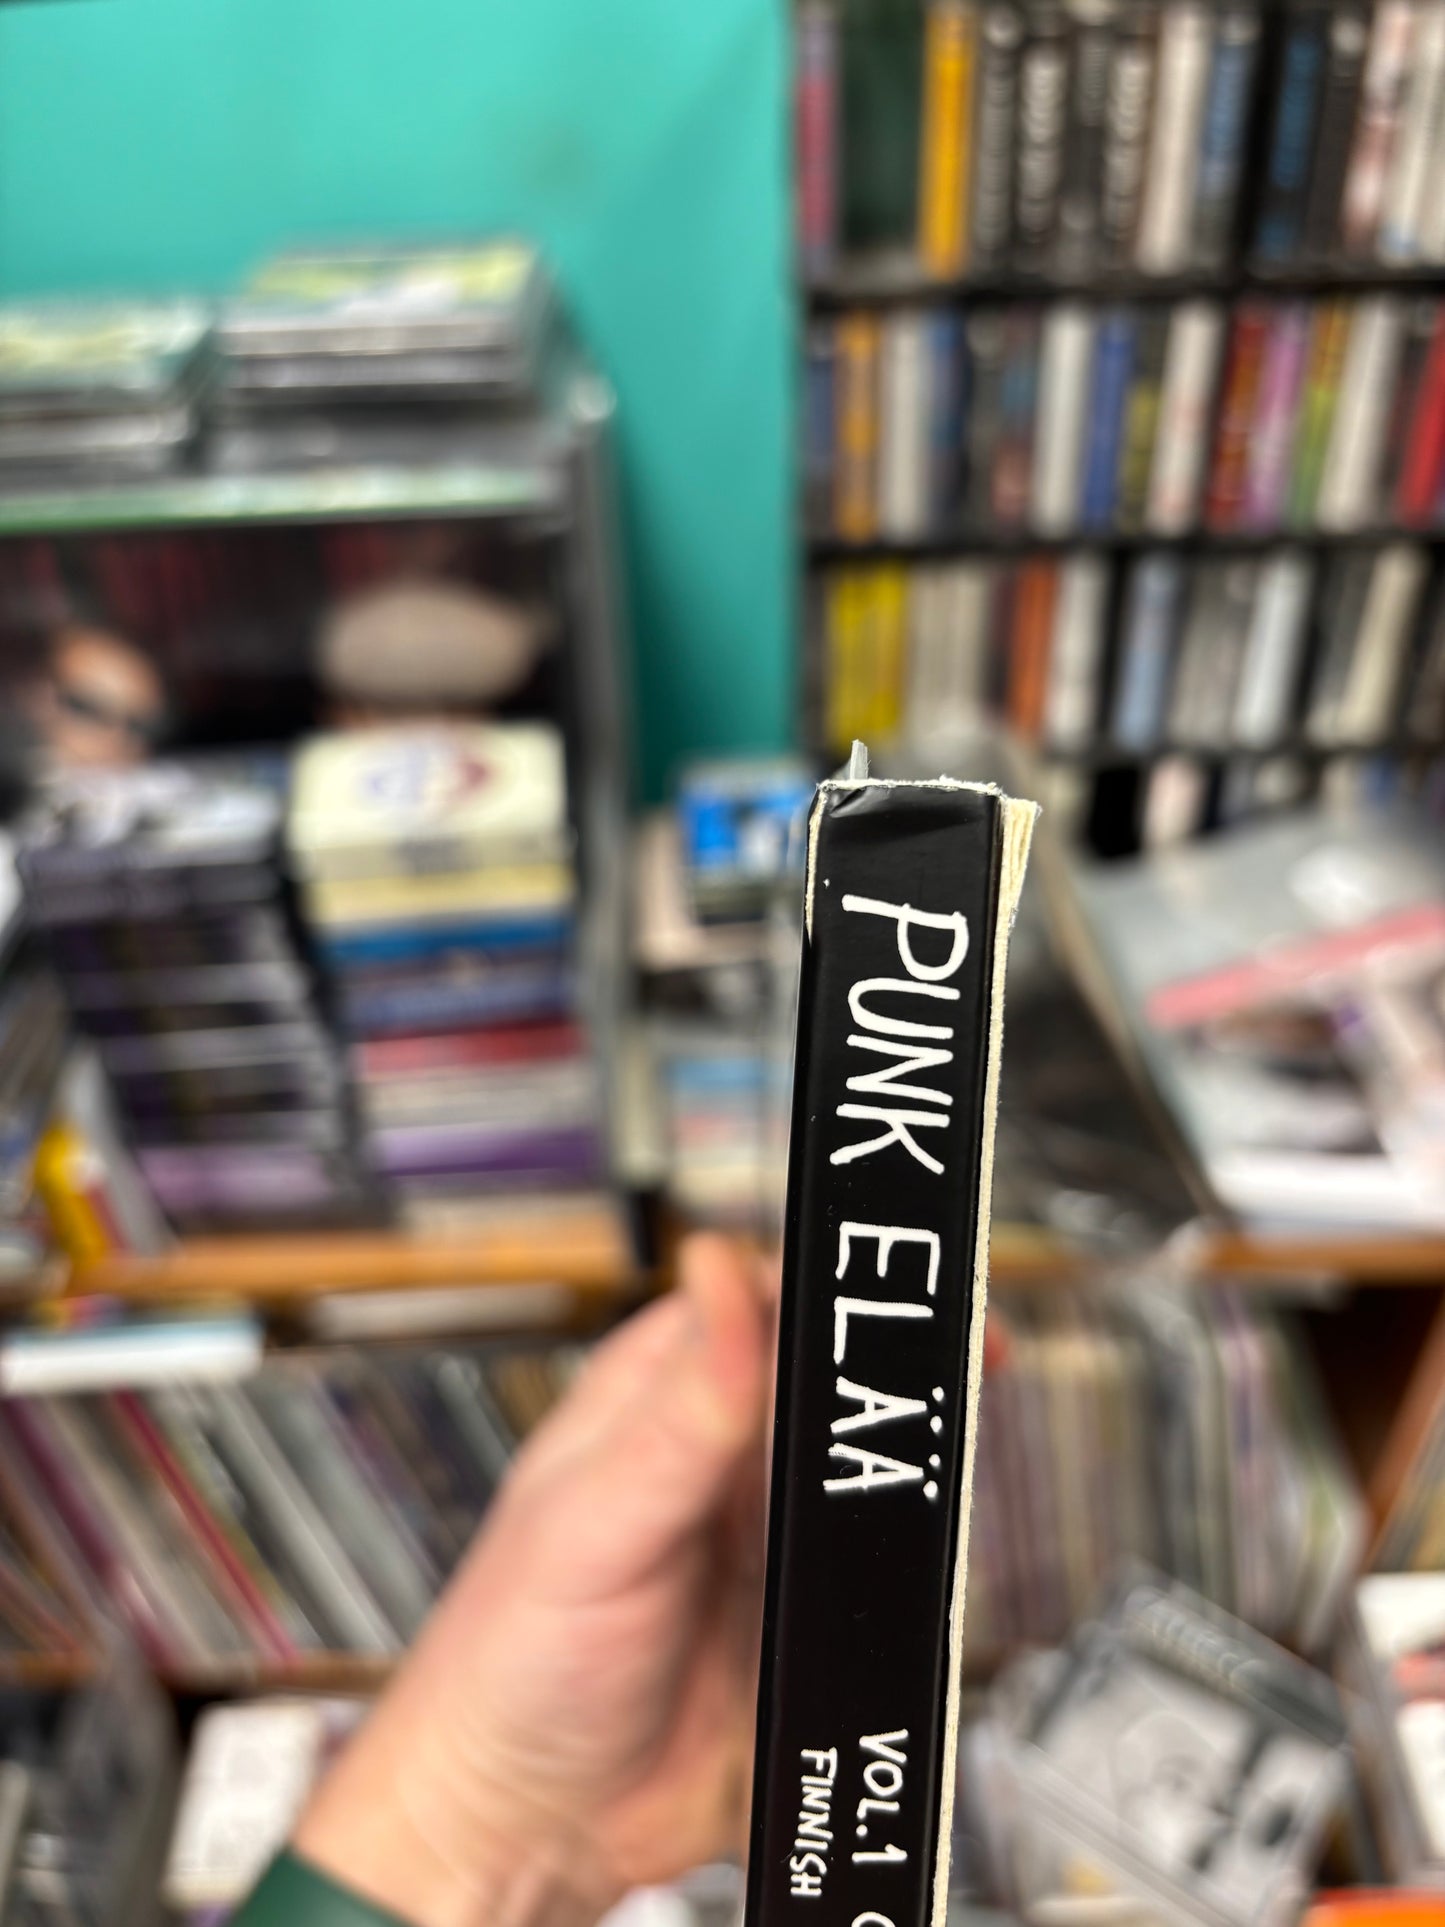 PUNK ELÄÄ
VOL.1
FINNISH